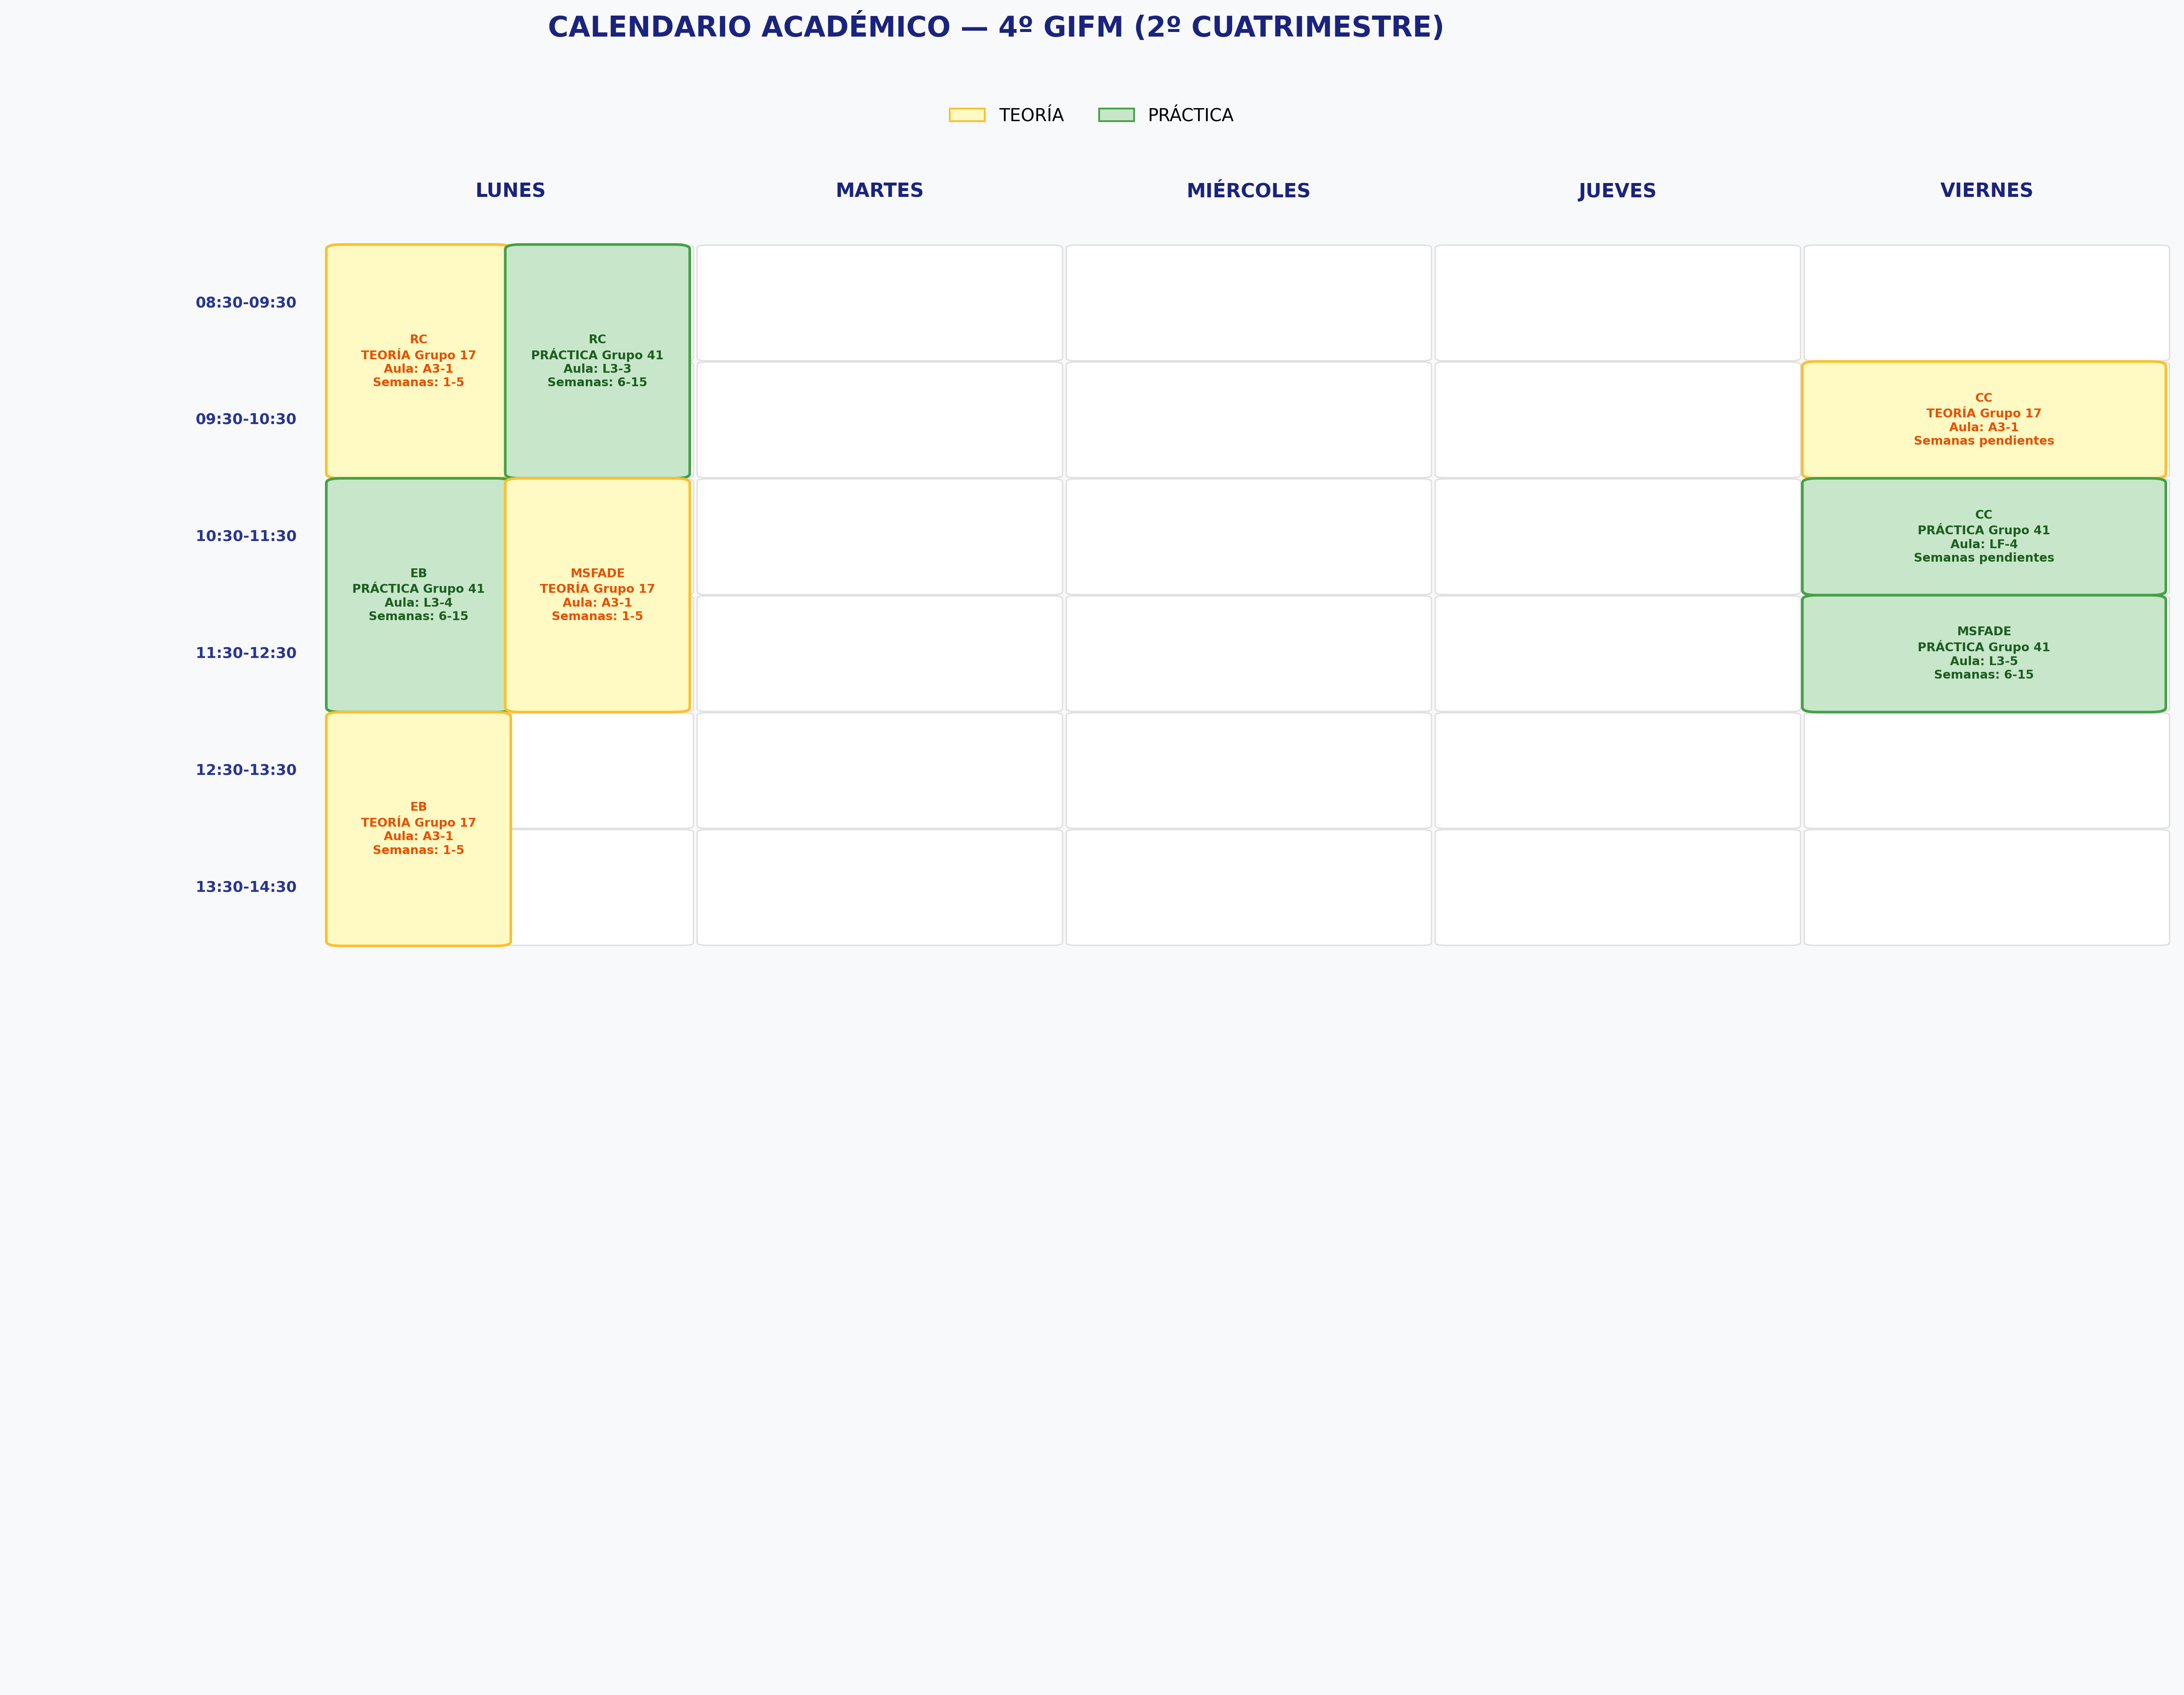 CALENDARIO ACADÉMICO — 4º GIFM (2º CUATRIMESTRE)
TEORÍA
PRÁCTICA
LUNES
MARTES
MIÉRCOLES
JUEVES
VIERNES
08:30-09:30
RC
TEORÍA Grupo 17
Aula: A3-1
Semanas: 1-5
RC
PRÁCTICA Grupo 41
Aula: L3-3
Semanas: 6-15
09:30-10:30
CC
TEORÍA Grupo 17
Aula: A3-1
Semanas pendientes
10:30-11:30
EB
PRÁCTICA Grupo 41
Aula: L3-4
Semanas: 6-15
MSFADE
TEORÍA Grupo 17
Aula: A3-1
Semanas: 1-5
CC
PRÁCTICA Grupo 41
Aula: LF-4
Semanas pendientes
11:30-12:30
MSFADE
PRÁCTICA Grupo 41
Aula: L3-5
Semanas: 6-15
12:30-13:30
EB
TEORÍA Grupo 17
Aula: A3-1
Semanas: 1-5
13:30-14:30